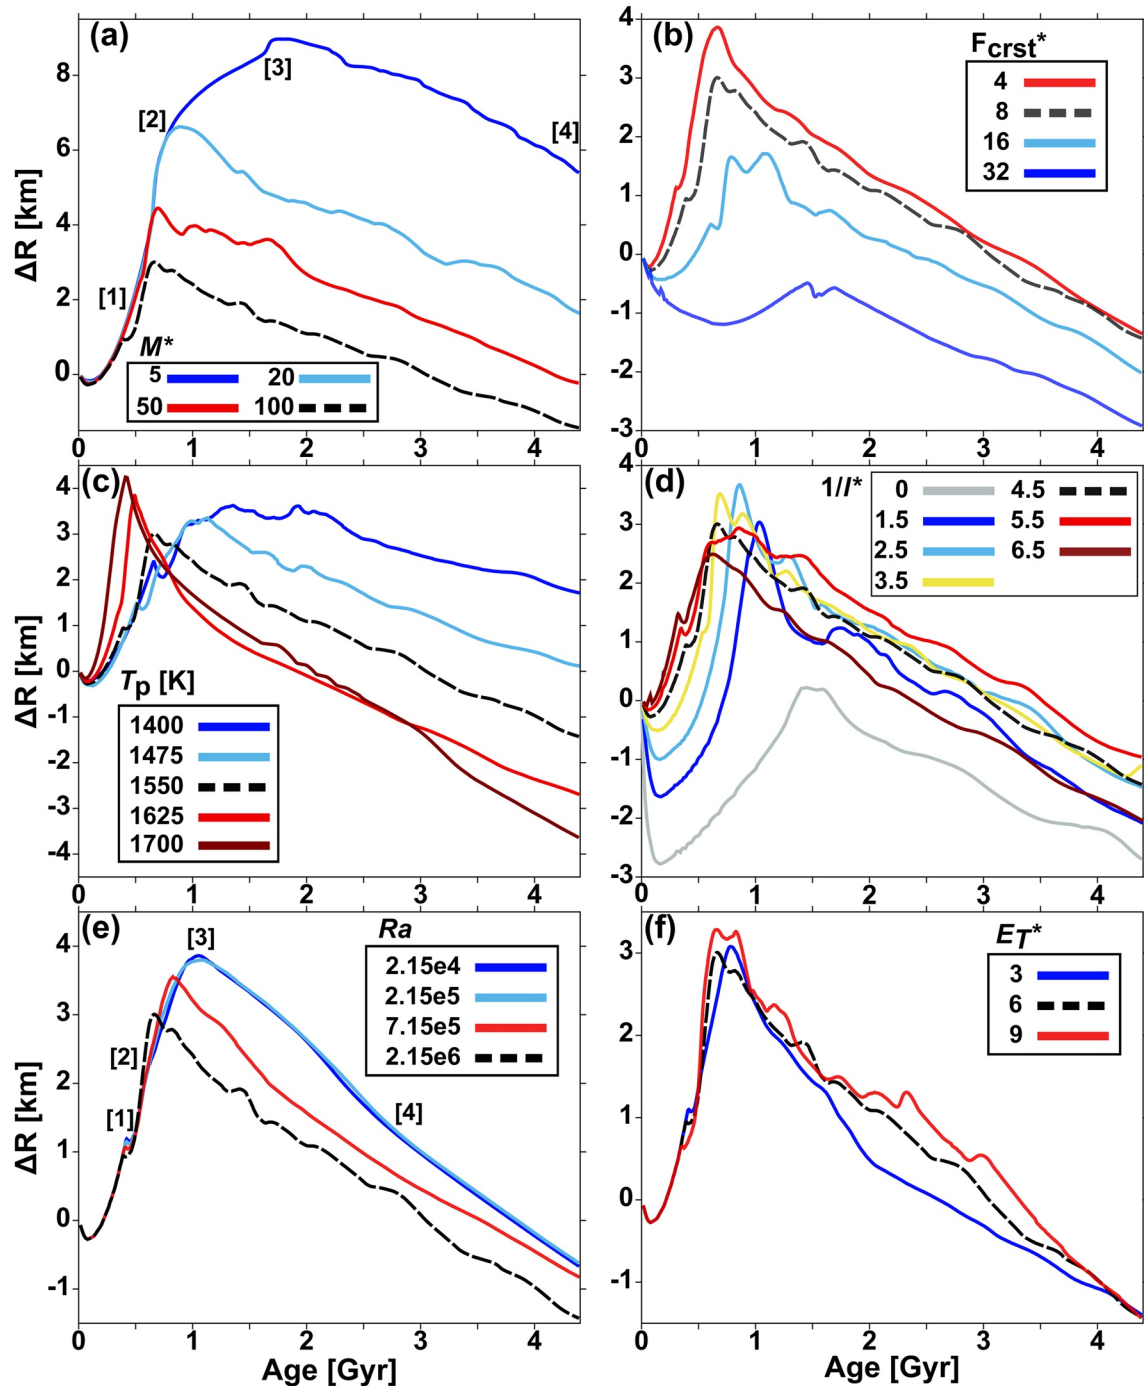 (a)
ΔR [km]
8
6
4
2
0
[1]
[2]
[3]
[4]
M*
5 20
50 100
0 1 2 3 4
(b)
4
3
2
1
0
-1
-2
-3
Fcrst*
4
8
16
32
0 1 2 3 4
(c)
ΔR [km]
4
3
2
1
0
-1
-2
-3
-4
Tp [K]
1400
1475
1550
1625
1700
0 1 2 3 4
(d)
4
3
2
1
0
-1
-2
-3
1/I*
0 4.5
1.5 5.5
2.5 6.5
3.5
0 1 2 3 4
(e)
ΔR [km]
4
3
2
1
0
-1
[1]
[2]
[3]
[4]
Ra
2.15e4
2.15e5
7.15e5
2.15e6
0 1 2 3 4
Age [Gyr]
(f)
3
2
1
0
-1
ET*
3
6
9
0 1 2 3 4
Age [Gyr]